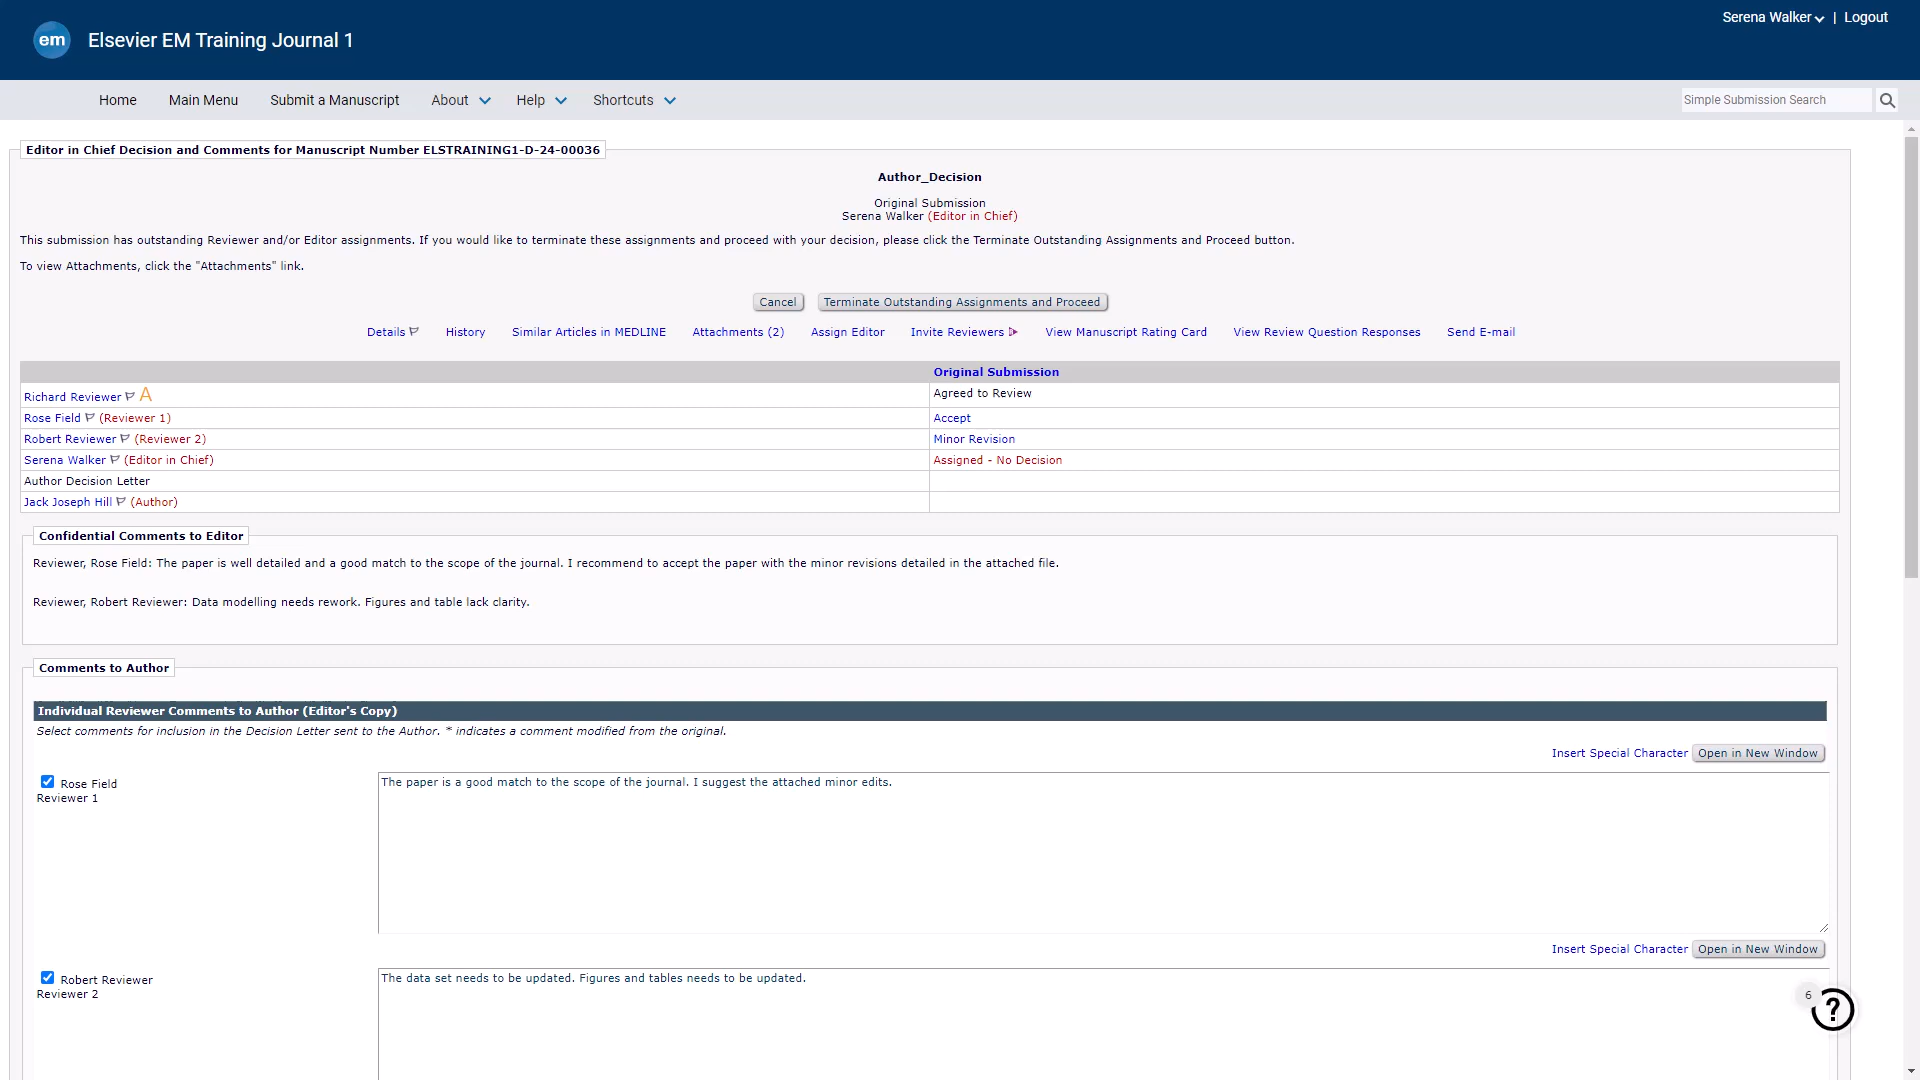 Serena Walker | Logout
em Elsevier EM Training Journal 1
Home Main Menu Submit a Manuscript About Help Shortcuts Simple Submission Search
Editor in Chief Decision and Comments for Manuscript Number ELSTRAINING1-D-24-00036
Author_Decision
Original Submission
Serena Walker (Editor in Chief)
This submission has outstanding Reviewer and/or Editor assignments. If you would like to terminate these assignments and proceed with your decision, please click the Terminate Outstanding Assignments and Proceed button.
To view Attachments, click the "Attachments" link.
Cancel Terminate Outstanding Assignments and Proceed
Details History Similar Articles in MEDLINE Attachments (2) Assign Editor Invite Reviewers View Manuscript Rating Card View Review Question Responses Send E-mail
Original Submission
Richard Reviewer A Agreed to Review
Rose Field (Reviewer 1) Accept
Robert Reviewer (Reviewer 2) Minor Revision
Serena Walker (Editor in Chief) Assigned - No Decision
Author Decision Letter
Jack Joseph Hill (Author)
Confidential Comments to Editor
Reviewer, Rose Field: The paper is well detailed and a good match to the scope of the journal. I recommend to accept the paper with the minor revisions detailed in the attached file.
Reviewer, Robert Reviewer: Data modelling needs rework. Figures and table lack clarity.
Comments to Author
Individual Reviewer Comments to Author (Editor's Copy)
Select comments for inclusion in the Decision Letter sent to the Author. * indicates a comment modified from the original.
Insert Special Character Open in New Window
Rose Field The paper is a good match to the scope of the journal. I suggest the attached minor edits.
Reviewer 1
Insert Special Character Open in New Window
Robert Reviewer The data set needs to be updated. Figures and tables needs to be updated.
Reviewer 2
6
?